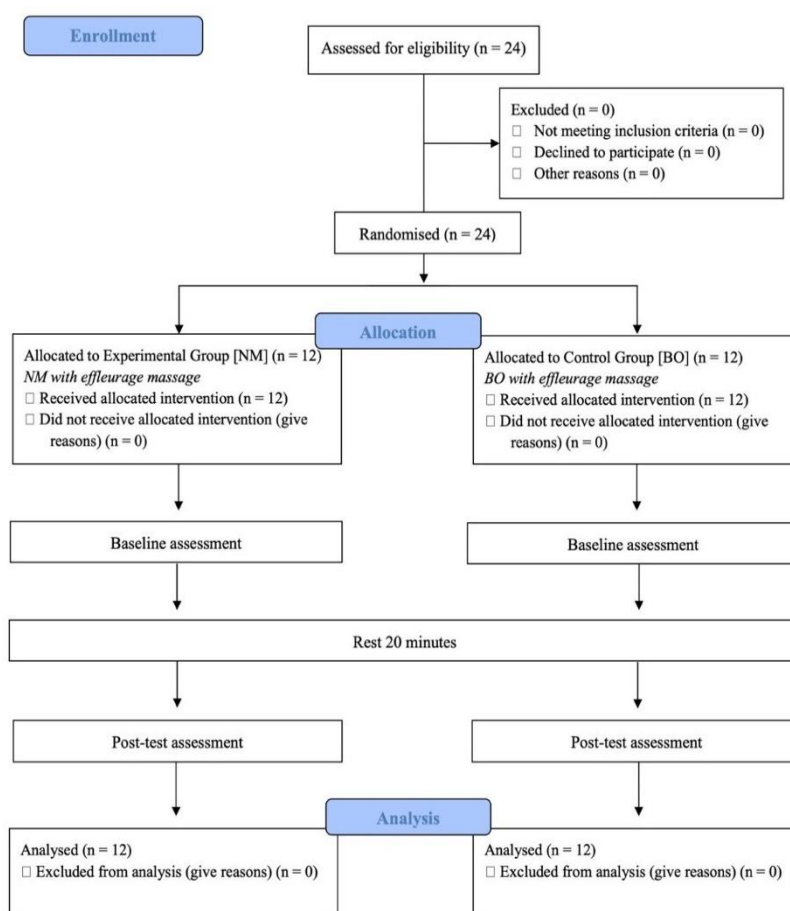 Enrollment
Assessed for eligibility (n = 24)
Excluded (n = 0)
□ Not meeting inclusion criteria (n = 0)
□ Declined to participate (n = 0)
□ Other reasons (n = 0)
Randomised (n = 24)
Allocation
Allocated to Experimental Group [NM] (n = 12)
NM with effleurage massage
□ Received allocated intervention (n = 12)
□ Did not receive allocated intervention (give
reasons) (n = 0)
Allocated to Control Group [BO] (n = 12)
BO with effleurage massage
□ Received allocated intervention (n = 12)
□ Did not receive allocated intervention (give
reasons) (n = 0)
Baseline assessment
Baseline assessment
Rest 20 minutes
Post-test assessment
Post-test assessment
Analysis
Analysed (n = 12)
□ Excluded from analysis (give reasons) (n = 0)
Analysed (n = 12)
□ Excluded from analysis (give reasons) (n = 0)